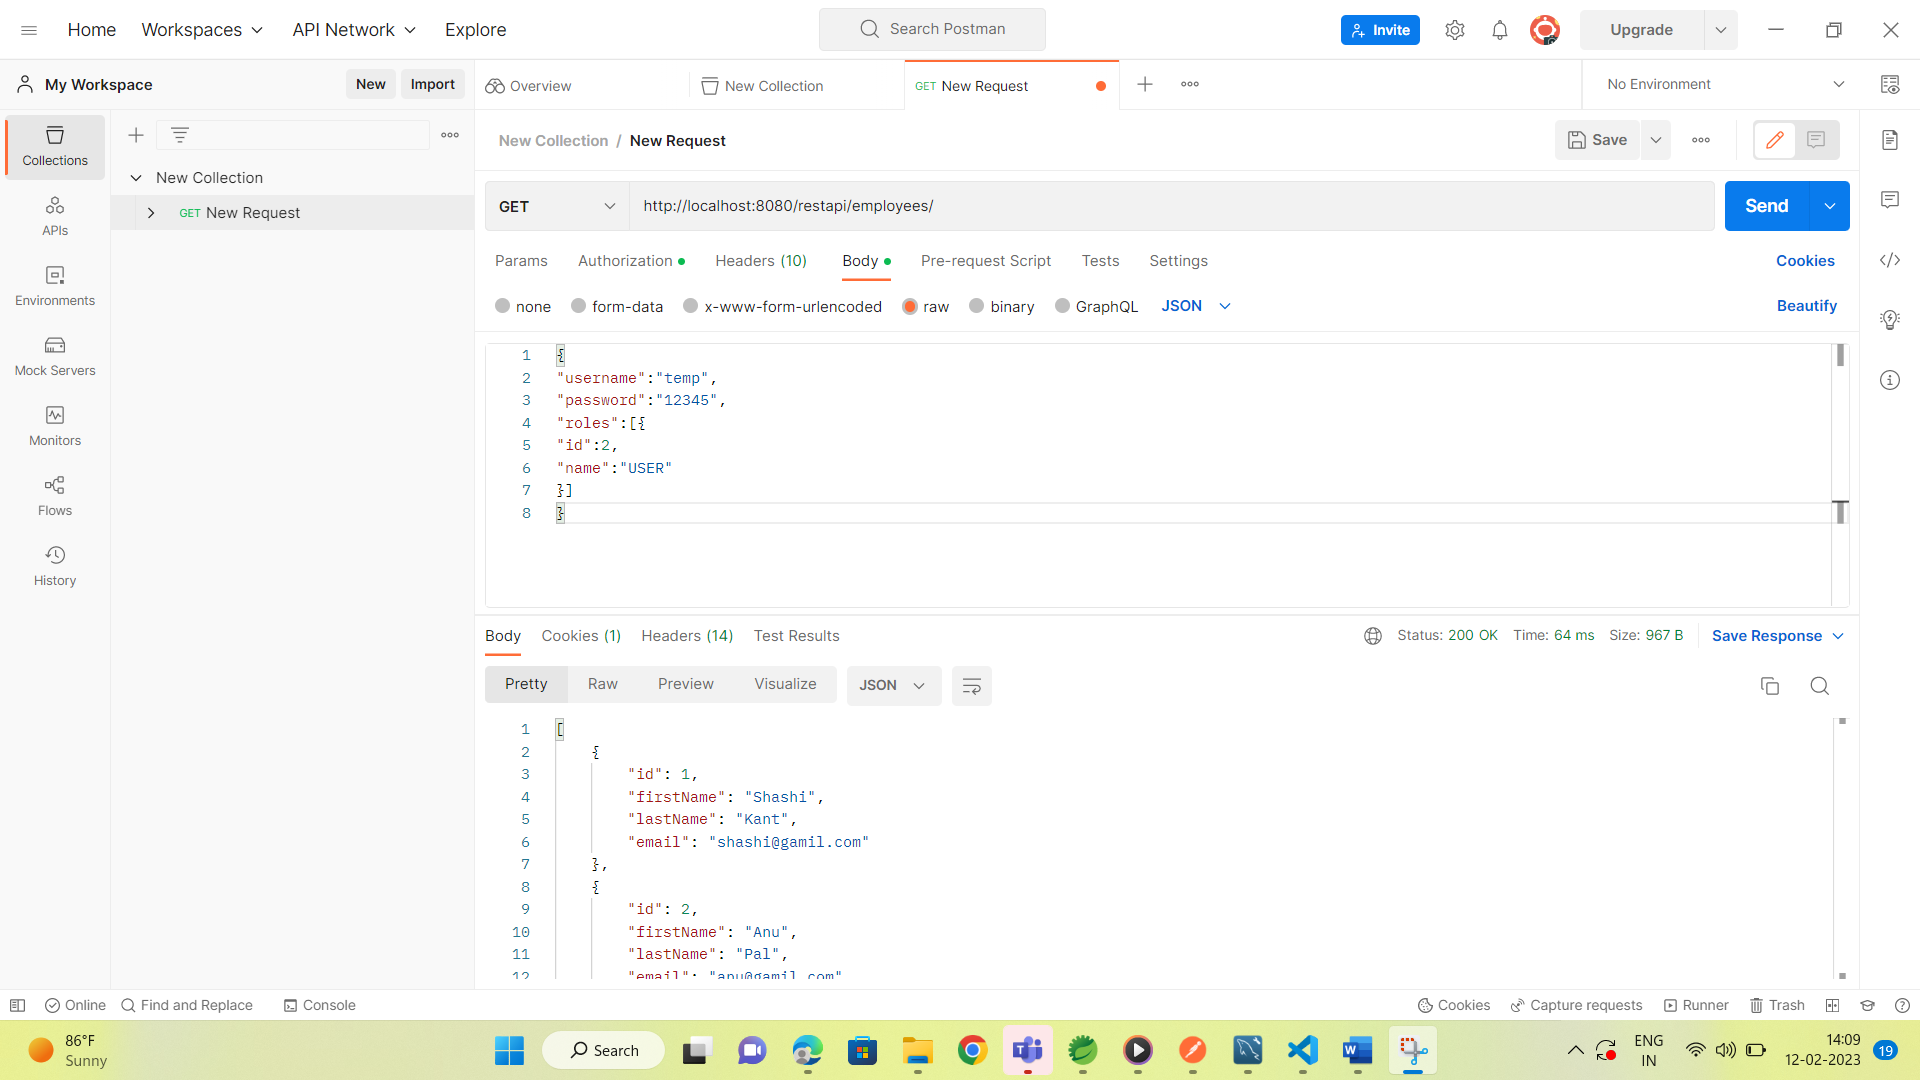 Home
Workspaces
API Network
Explore
Search Postman
Invite
Upgrade
My Workspace
New
Import
Overview
New Collection
GET New Request
No Environment
Collections
APIs
Environments
Mock Servers
Monitors
Flows
History
New Collection
GET New Request
New Collection / New Request
Save
GET
http://localhost:8080/restapi/employees/
Send
Params
Authorization
Headers (10)
Body
Pre-request Script
Tests
Settings
Cookies
none
form-data
x-www-form-urlencoded
raw
binary
GraphQL
JSON
Beautify
1 {
2 "username":"temp",
3 "password":"12345",
4 "roles":[{
5 "id":2,
6 "name":"USER"
7 }]
8 }
Body
Cookies (1)
Headers (14)
Test Results
Status: 200 OK
Time: 64 ms
Size: 967 B
Save Response
Pretty
Raw
Preview
Visualize
JSON
1 [
2 {
3 "id": 1,
4 "firstName": "Shashi",
5 "lastName": "Kant",
6 "email": "shashi@gamil.com"
7 },
8 {
9 "id": 2,
10 "firstName": "Anu",
11 "lastName": "Pal",
12 "email": "anu@gamil.com"
Online
Find and Replace
Console
Cookies
Capture requests
Runner
Trash
86°F
Sunny
Search
ENG
IN
14:09
12-02-2023
19